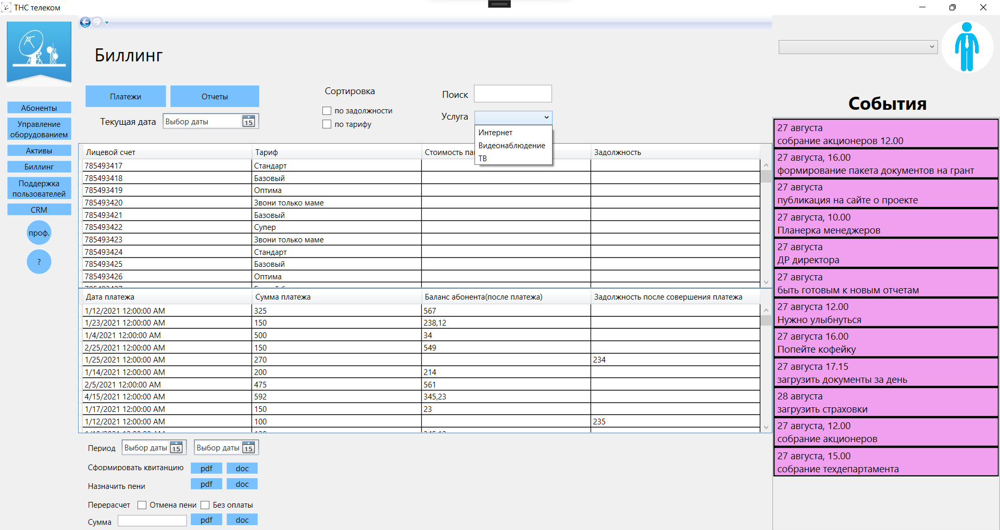 ТНС телеком
Биллинг
Платежи
Отчеты
Текущая дата
Выбор даты
15
Сортировка
по задолжности
по тарифу
Поиск
Услуга
Интернет
Видеонаблюдение
ТВ
Абоненты
Управление
оборудованием
Активы
Биллинг
Поддержка
пользователей
CRM
проф.
?
Лицевой счет Тариф Стоимость Задолжность
785493417 Стандарт
785493418 Базовый
785493419 Оптима
785493420 Звони только маме
785493421 Базовый
785493422 Супер
785493423 Звони только маме
785493424 Стандарт
785493425 Базовый
785493426 Оптима
Дата платежа Сумма платежа Баланс абонента(после платежа) Задолжность после совершения платежа
1/12/2021 12:00:00 AM 325 567
1/23/2021 12:00:00 AM 150 238,12
1/4/2021 12:00:00 AM 500 34
2/25/2021 12:00:00 AM 150 549
1/25/2021 12:00:00 AM 270 234
1/14/2021 12:00:00 AM 200 214
2/5/2021 12:00:00 AM 475 561
4/15/2021 12:00:00 AM 592 345,23
1/17/2021 12:00:00 AM 150 23
1/12/2021 12:00:00 AM 100 235
Период Выбор даты 15 Выбор даты 15
Сформировать квитанцию pdf doc
Назначить пени pdf doc
Перерасчет Отмена пени Без оплаты
Сумма pdf doc
События
27 августа
собрание акционеров 12.00
27 августа, 16.00
формирование пакета документов на грант
27 августа
публикация на сайте о проекте
27 августа, 10.00
Планерка менеджеров
27 августа
ДР директора
27 августа
быть готовым к новым отчетам
27 августа 12.00
Нужно улыбнуться
27 августа 16.00
Попейте кофейку
27 августа 17.15
загрузить документы за день
28 августа
загрузить страховки
27 августа, 12.00
собрание акционеров
27 августа, 15.00
собрание техдепартамента